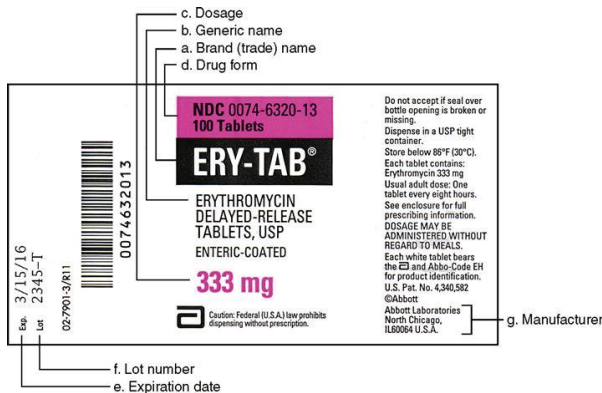 c. Dosage
b. Generic name
a. Brand (trade) name
d. Drug form
NDC 0074-6320-13
100 Tablets
ERY-TAB®
ERYTHROMYCIN
DELAYED-RELEASE
TABLETS, USP
ENTERIC-COATED
333 mg
Caution: Federal (U.S.A.) law prohibits
dispensing without prescription.
Do not accept if seal over
bottle opening is broken or
missing.
Dispense in a USP tight
container.
Store below 86°F (30°C).
Each tablet contains:
Erythromycin 333 mg
Usual adult dose: One
tablet every eight hours.
See enclosure for full
prescribing information.
DOSAGE MAY BE
ADMINISTERED WITHOUT
REGARD TO MEALS.
Each white tablet bears
the a and Abbo-Code EH
for product identification.
U.S. Pat. No. 4,340,582
©Abbott
Abbott Laboratories
North Chicago,
IL60064 U.S.A.
g. Manufacturer
0074632013
02-7901-3/R11
Exp. 3/15/16
Lot 2345-T
f. Lot number
e. Expiration date